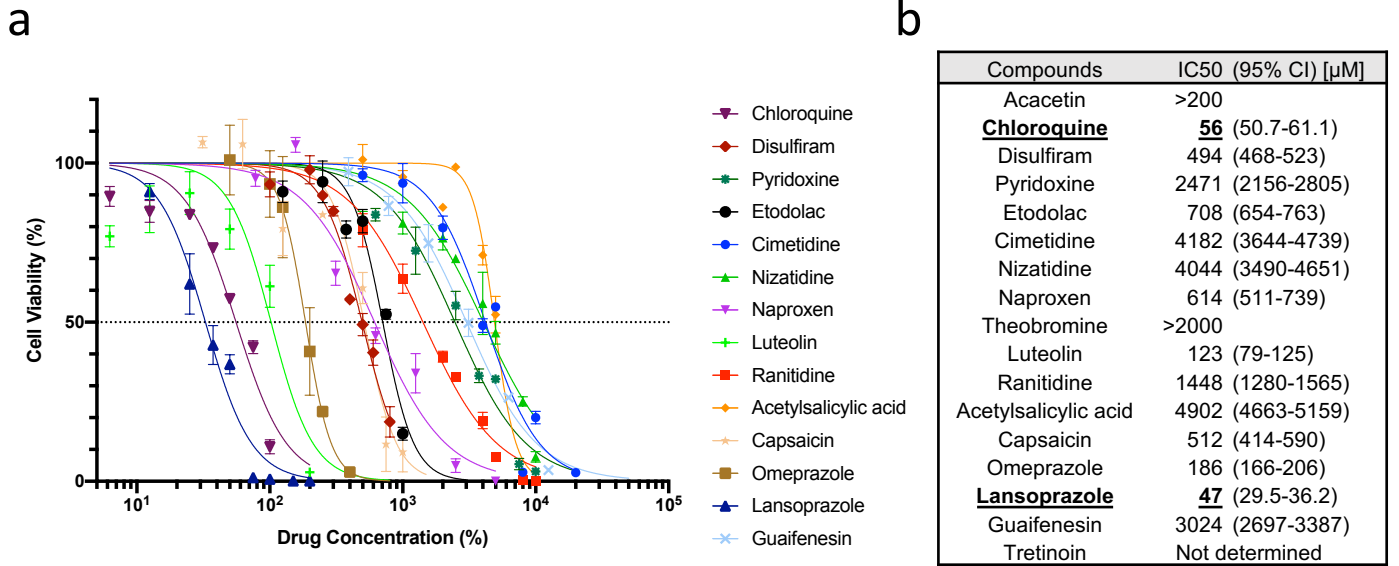 a
Cell Viability (%)
100
50
0
10¹
10²
10³
10⁴
10⁵
Drug Concentration (%)
Chloroquine
Disulfiram
Pyridoxine
Etodolac
Cimetidine
Nizatidine
Naproxen
Luteolin
Ranitidine
Acetylsalicylic acid
Capsaicin
Omeprazole
Lansoprazole
Guaifenesin
b
Compounds IC50 (95% CI) [µM]
Acacetin >200
Chloroquine 56 (50.7-61.1)
Disulfiram 494 (468-523)
Pyridoxine 2471 (2156-2805)
Etodolac 708 (654-763)
Cimetidine 4182 (3644-4739)
Nizatidine 4044 (3490-4651)
Naproxen 614 (511-739)
Theobromine >2000
Luteolin 123 (79-125)
Ranitidine 1448 (1280-1565)
Acetylsalicylic acid 4902 (4663-5159)
Capsaicin 512 (414-590)
Omeprazole 186 (166-206)
Lansoprazole 47 (29.5-36.2)
Guaifenesin 3024 (2697-3387)
Tretinoin Not determined